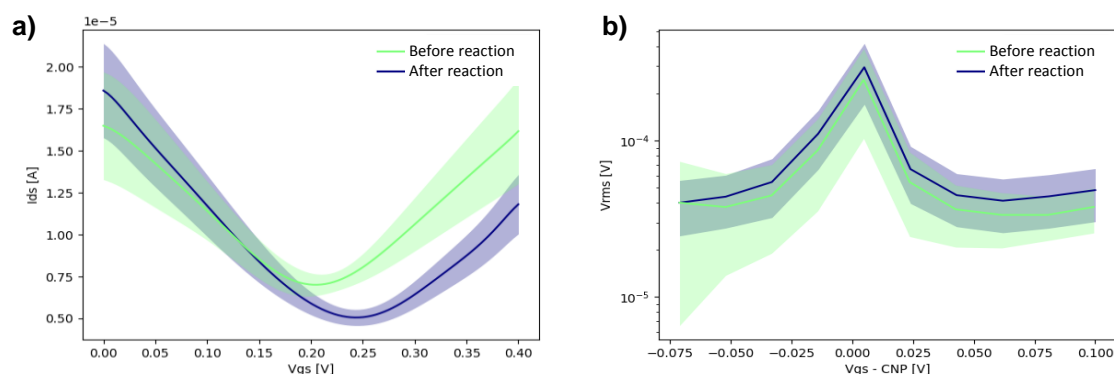 a)
1e−5
Before reaction
After reaction
2.00
1.75
1.50
1.25
1.00
0.75
0.50
Ids [A]
0.00 0.05 0.10 0.15 0.20 0.25 0.30 0.35 0.40
Vgs [V]
b)
Before reaction
After reaction
10−4
10−5
Vrms [V]
−0.075 −0.050 −0.025 0.000 0.025 0.050 0.075 0.100
Vgs - CNP [V]